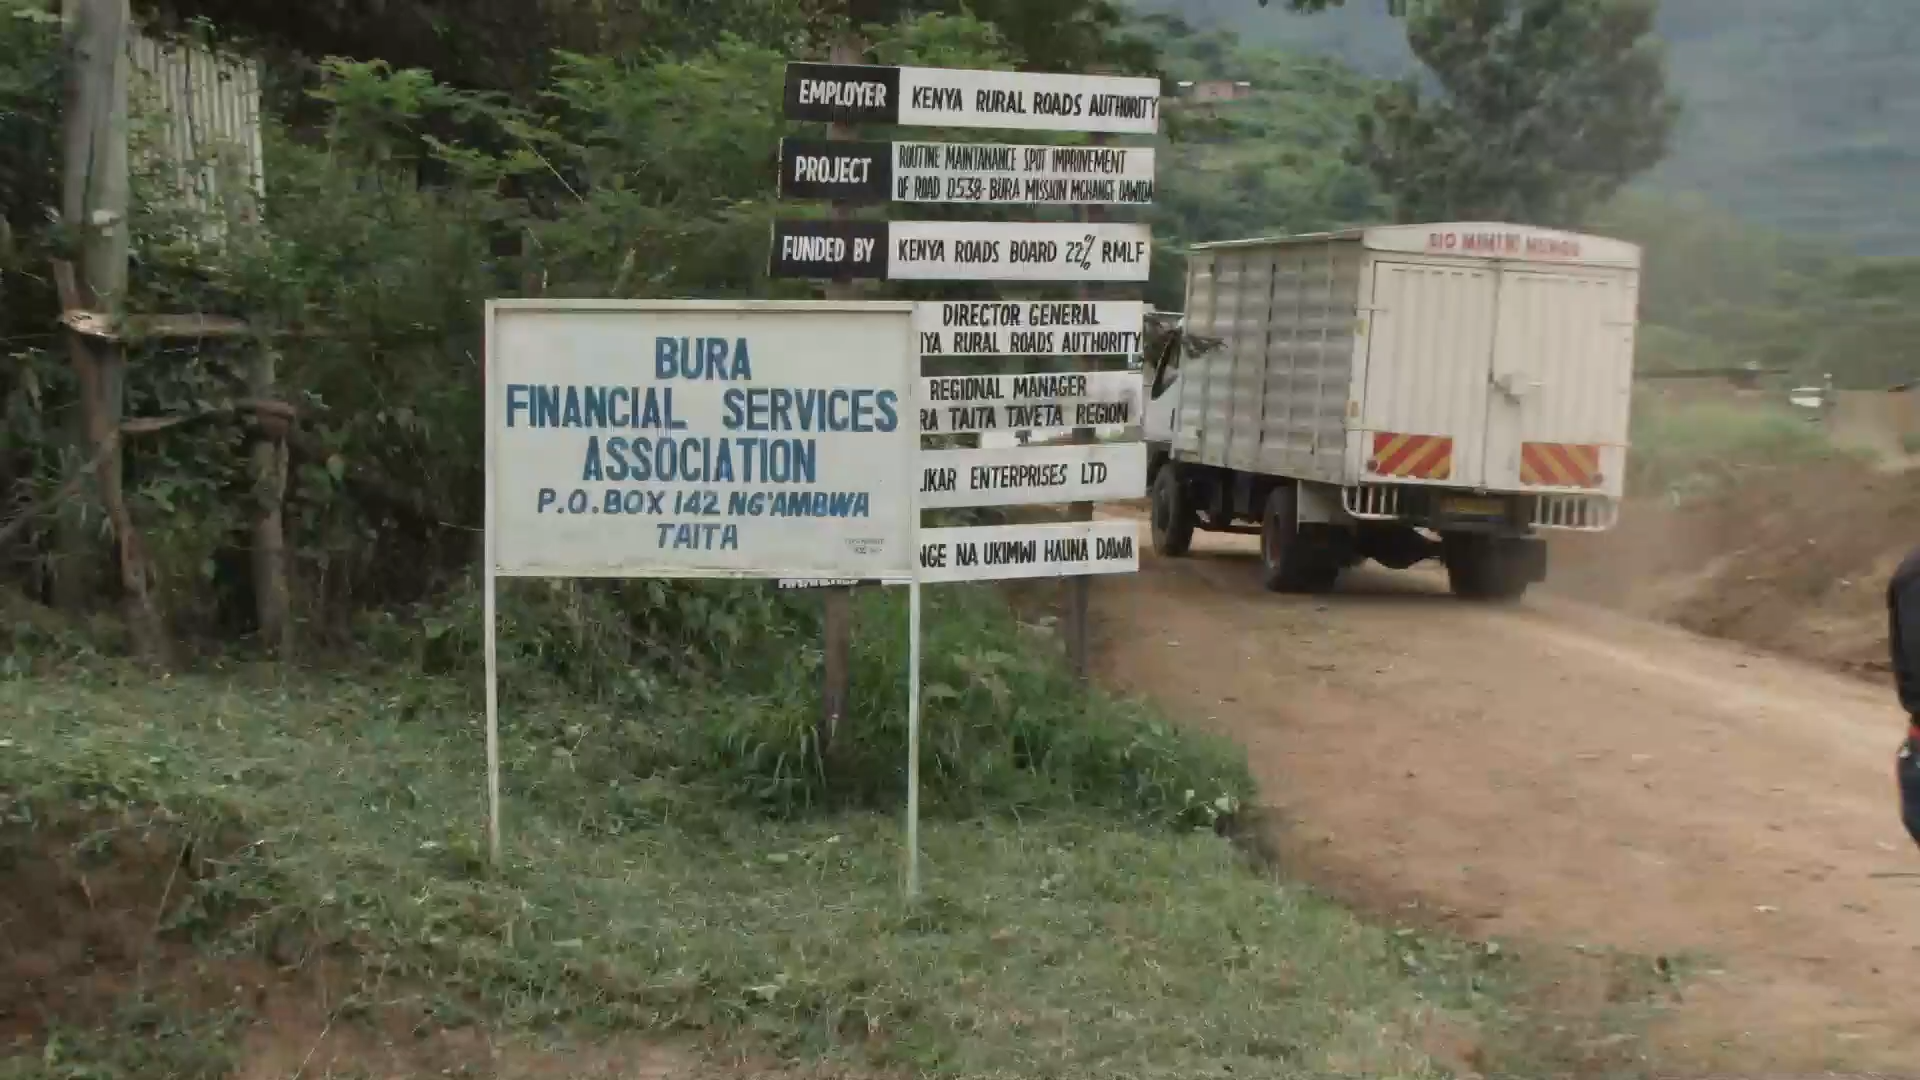 EMPLOYER KENYA RURAL ROADS AUTHORITY
PROJECT ROUTINE MAINTANANCE SPOT IMPROVEMENT
OF ROAD D538- BURA MISSION MGHANGE DAWIDA
FUNDED BY KENYA ROADS BOARD 22% RMLF
DIRECTOR GENERAL
YA RURAL ROADS AUTHORITY
REGIONAL MANAGER
RA TAITA TAVETA REGION
JKAR ENTERPRISES LTD
NGE NA UKIMWI HAUNA DAWA
BURA
FINANCIAL SERVICES
ASSOCIATION
P.O.BOX 142 NG'AMBWA
TAITA